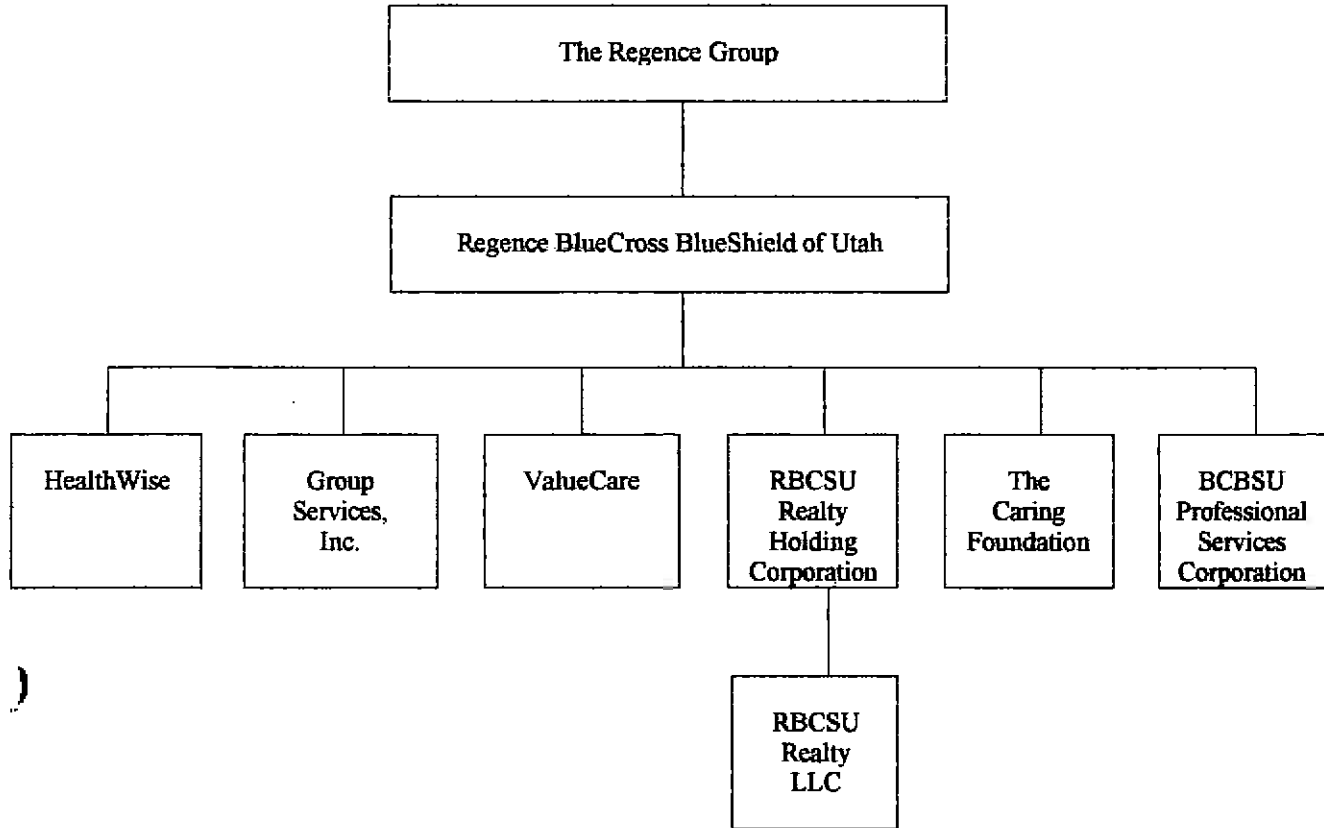 The Regence Group
Regence BlueCross BlueShield of Utah
HealthWise
Group
Services,
Inc.
ValueCare
RBCSU
Realty
Holding
Corporation
The
Caring
Foundation
BCBSU
Professional
Services
Corporation
)
RBCSU
Realty
LLC